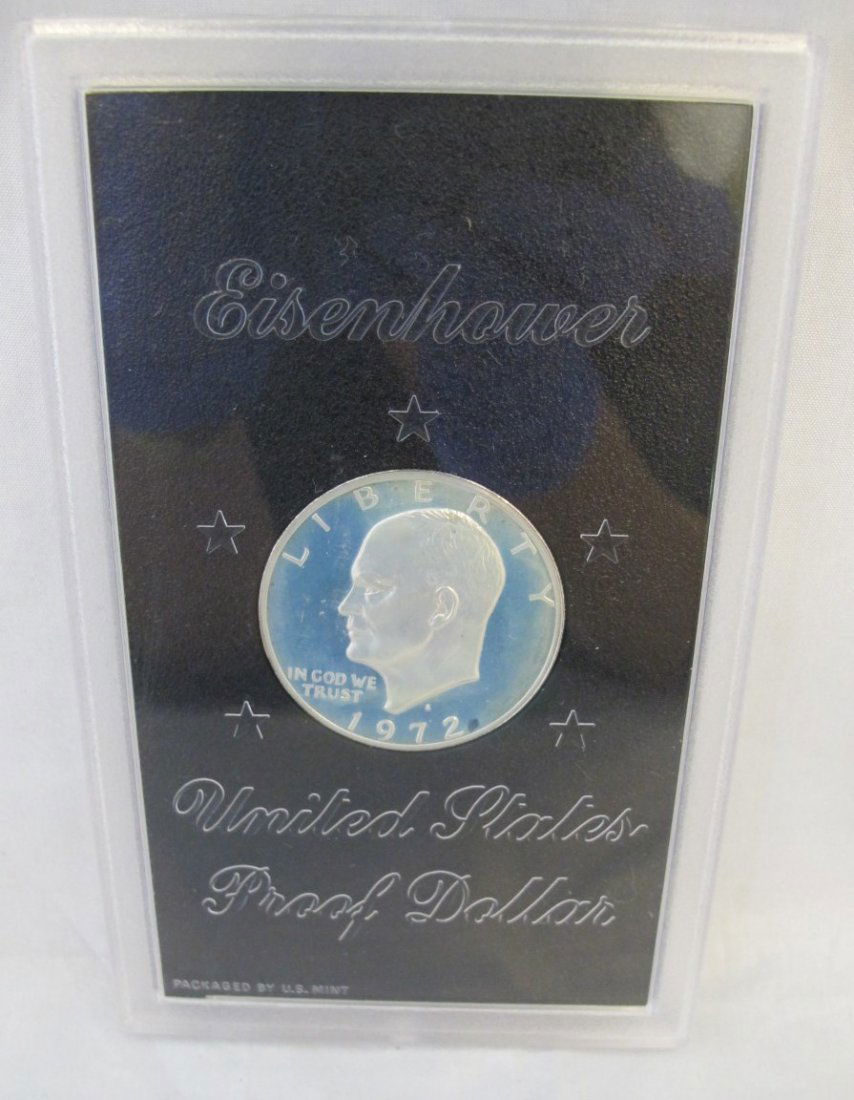 Eisenhower
LIBERTY
IN GOD WE
TRUST
S
1972
United States
Proof Dollar
PACKAGED BY U.S. MINT